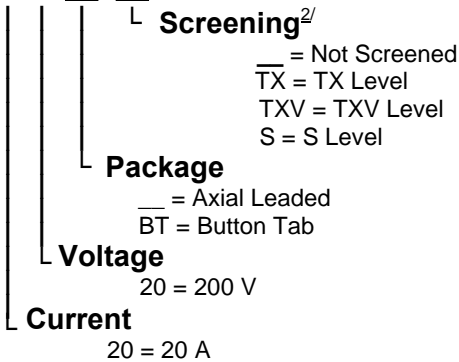 Screening2/
__ = Not Screened
TX = TX Level
TXV = TXV Level
S = S Level
Package
__ = Axial Leaded
BT = Button Tab
Voltage
20 = 200 V
Current
20 = 20 A